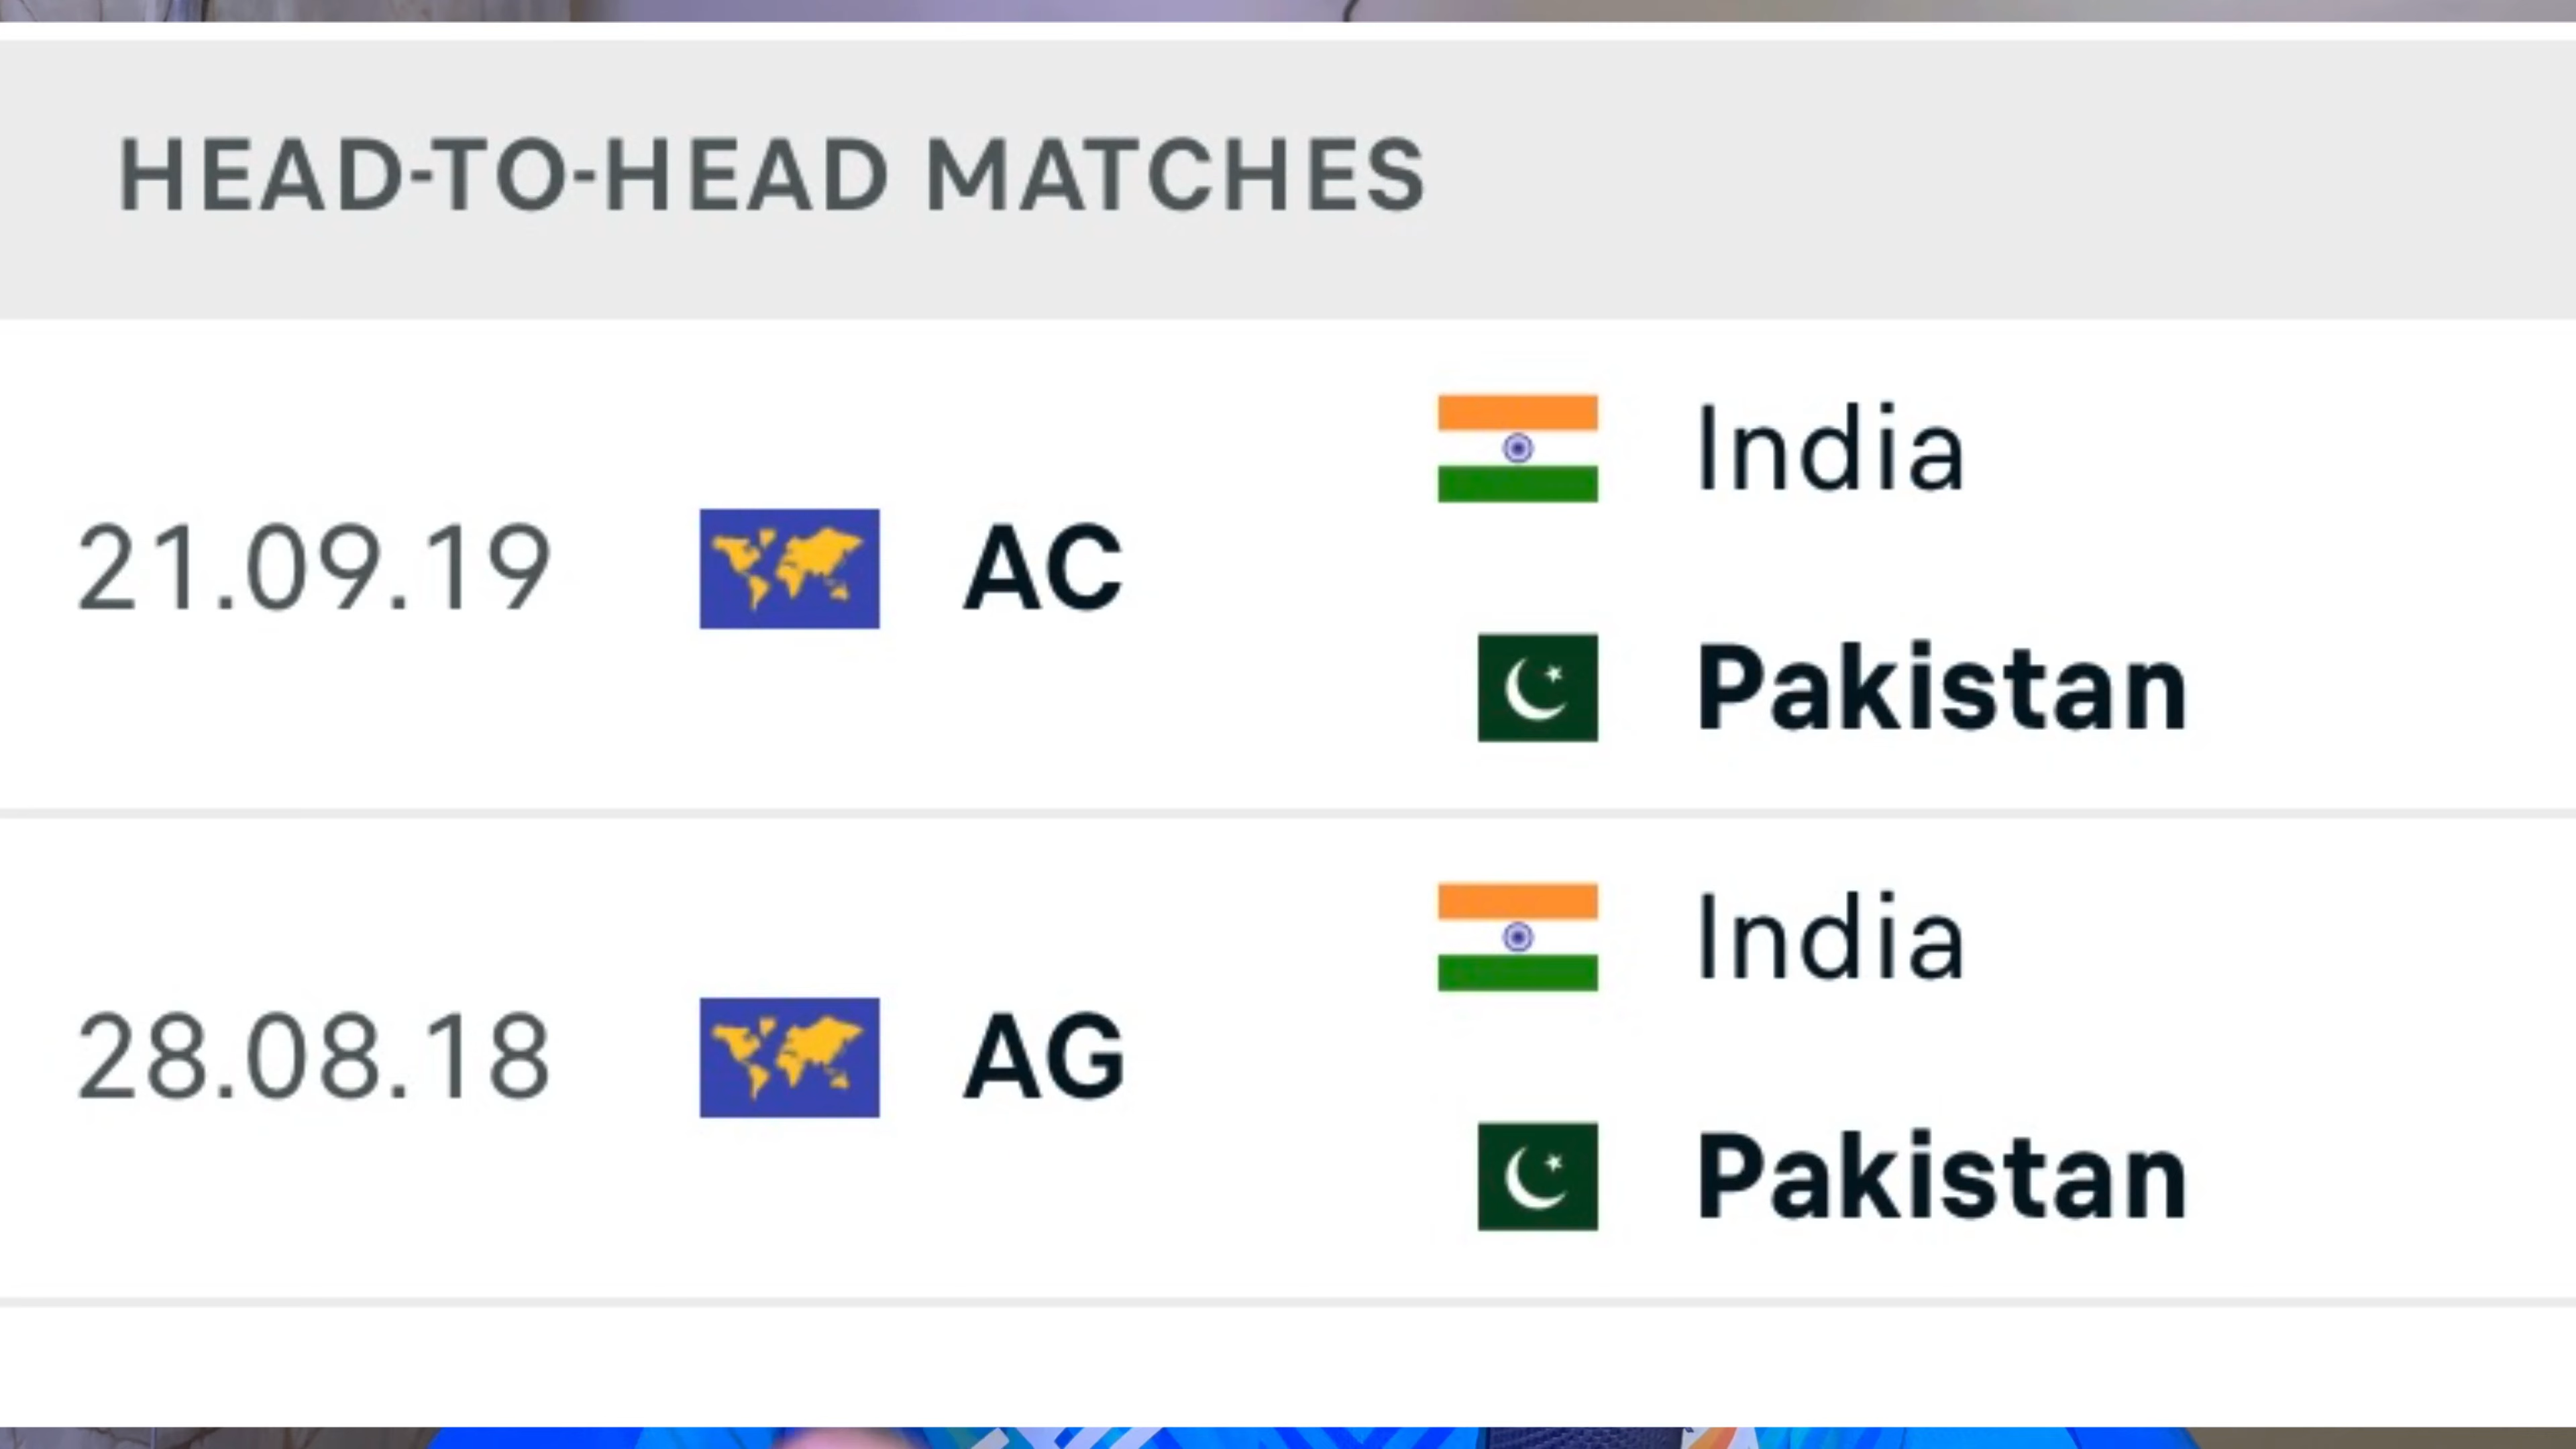 HEAD-TO-HEAD MATCHES
21.09.19 AC India
Pakistan
28.08.18 AG India
Pakistan